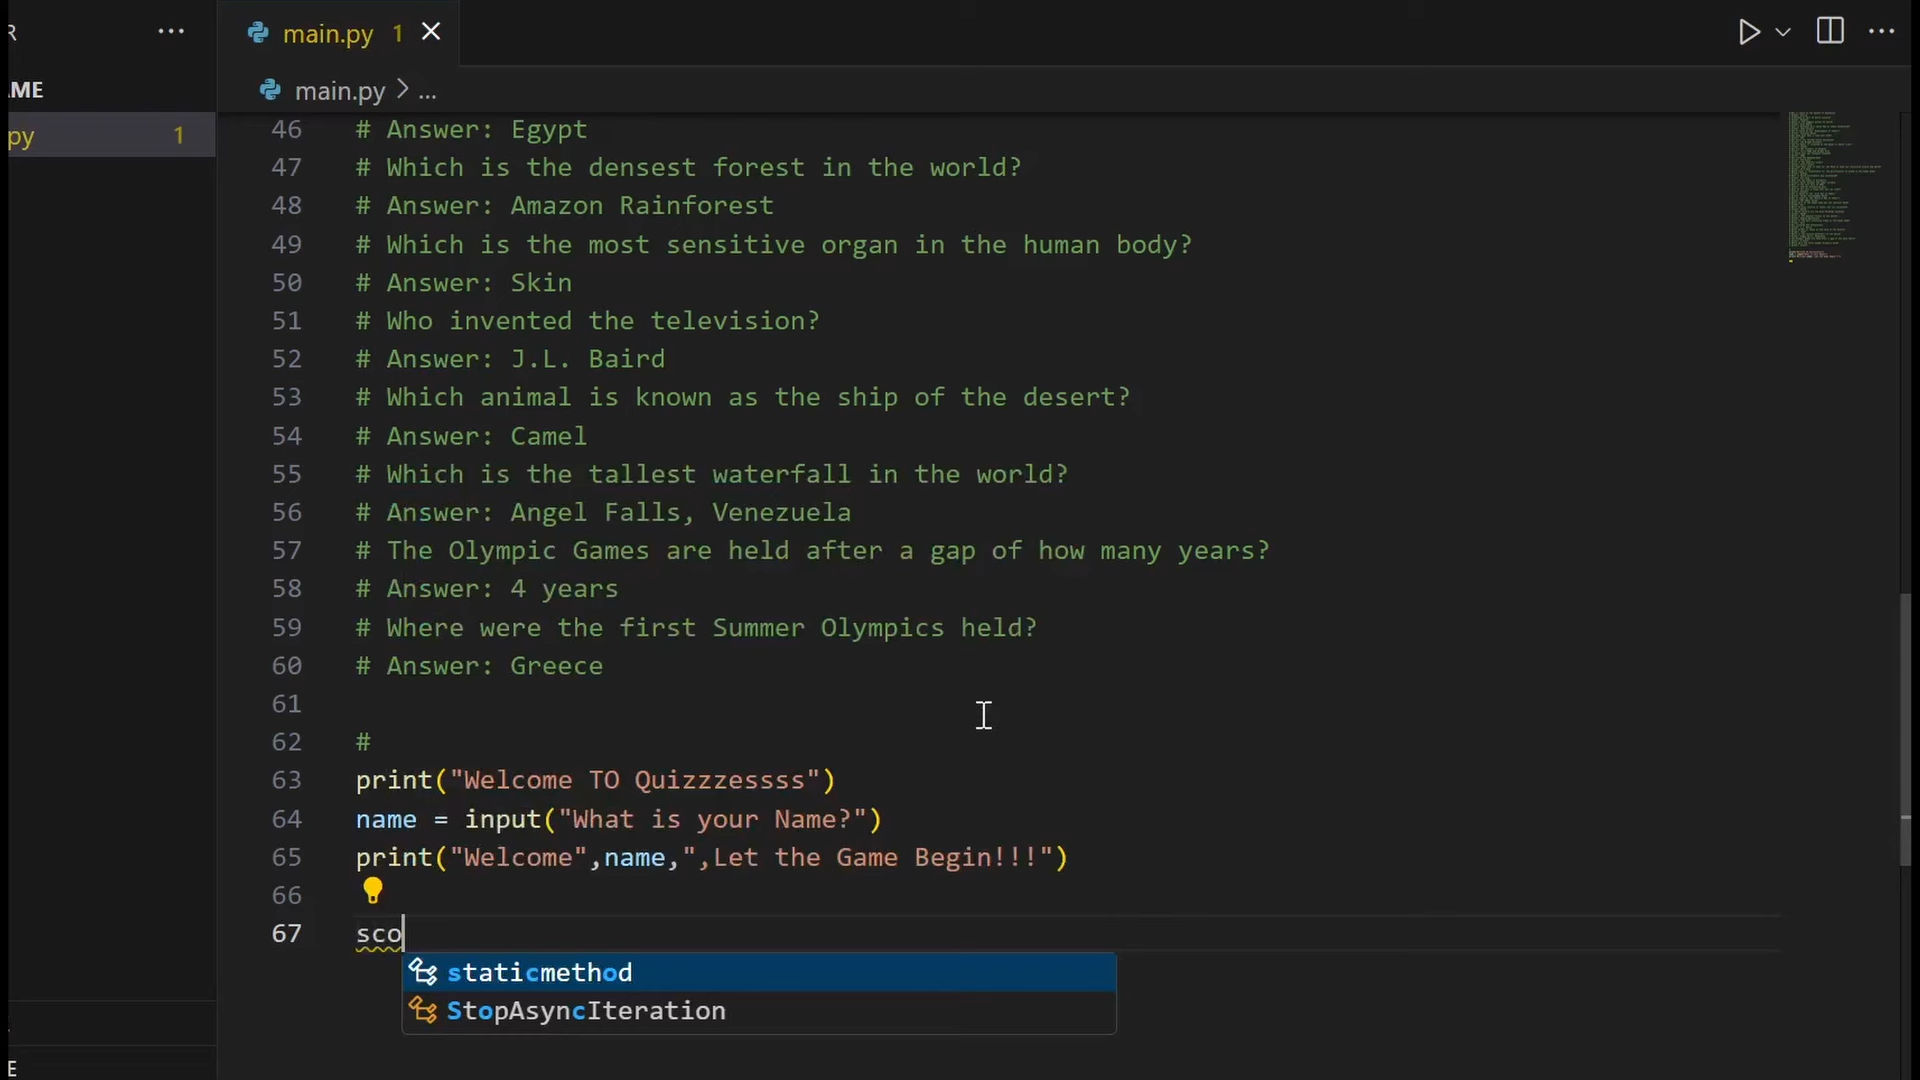 R ...
main.py 1
AME
main.py > ...
py 1
46 # Answer: Egypt
47 # Which is the densest forest in the world?
48 # Answer: Amazon Rainforest
49 # Which is the most sensitive organ in the human body?
50 # Answer: Skin
51 # Who invented the television?
52 # Answer: J.L. Baird
53 # Which animal is known as the ship of the desert?
54 # Answer: Camel
55 # Which is the tallest waterfall in the world?
56 # Answer: Angel Falls, Venezuela
57 # The Olympic Games are held after a gap of how many years?
58 # Answer: 4 years
59 # Where were the first Summer Olympics held?
60 # Answer: Greece
61
62 #
63 print("Welcome TO Quizzzessss")
64 name = input("What is your Name?")
65 print("Welcome",name,",Let the Game Begin!!!")
66
67 sco
staticmethod
StopAsyncIteration
E